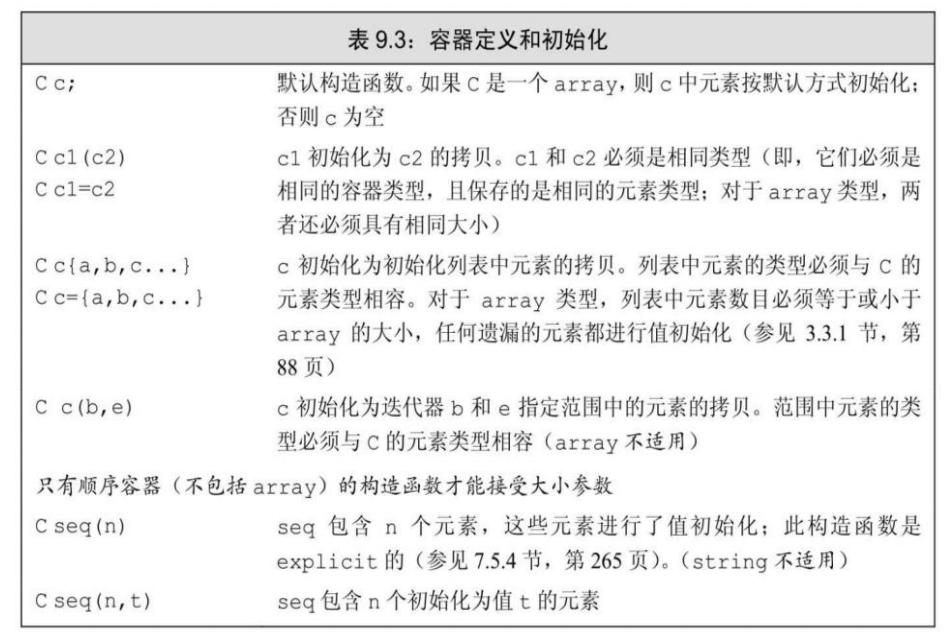 表 9.3：容器定义和初始化
C c; 默认构造函数。如果 C 是一个 array，则 c 中元素按默认方式初始化；
否则 c 为空
C c1(c2) c1 初始化为 c2 的拷贝。c1 和 c2 必须是相同类型（即，它们必须是
C c1=c2 相同的容器类型，且保存的是相同的元素类型；对于 array 类型，两
者还必须具有相同大小）
C c{a,b,c...} c 初始化为初始化列表中元素的拷贝。列表中元素的类型必须与 C 的
C c={a,b,c...} 元素类型相容。对于 array 类型，列表中元素数目必须等于或小于
array 的大小，任何遗漏的元素都进行值初始化（参见 3.3.1 节，第
88 页）
C c(b,e) c 初始化为迭代器 b 和 e 指定范围中的元素的拷贝。范围中元素的类
型必须与 C 的元素类型相容（array 不适用）
只有顺序容器（不包括 array）的构造函数才能接受大小参数
C seq(n) seq 包含 n 个元素，这些元素进行了值初始化；此构造函数是
explicit 的（参见 7.5.4 节，第 265 页）。（string 不适用）
C seq(n,t) seq 包含 n 个初始化为值 t 的元素